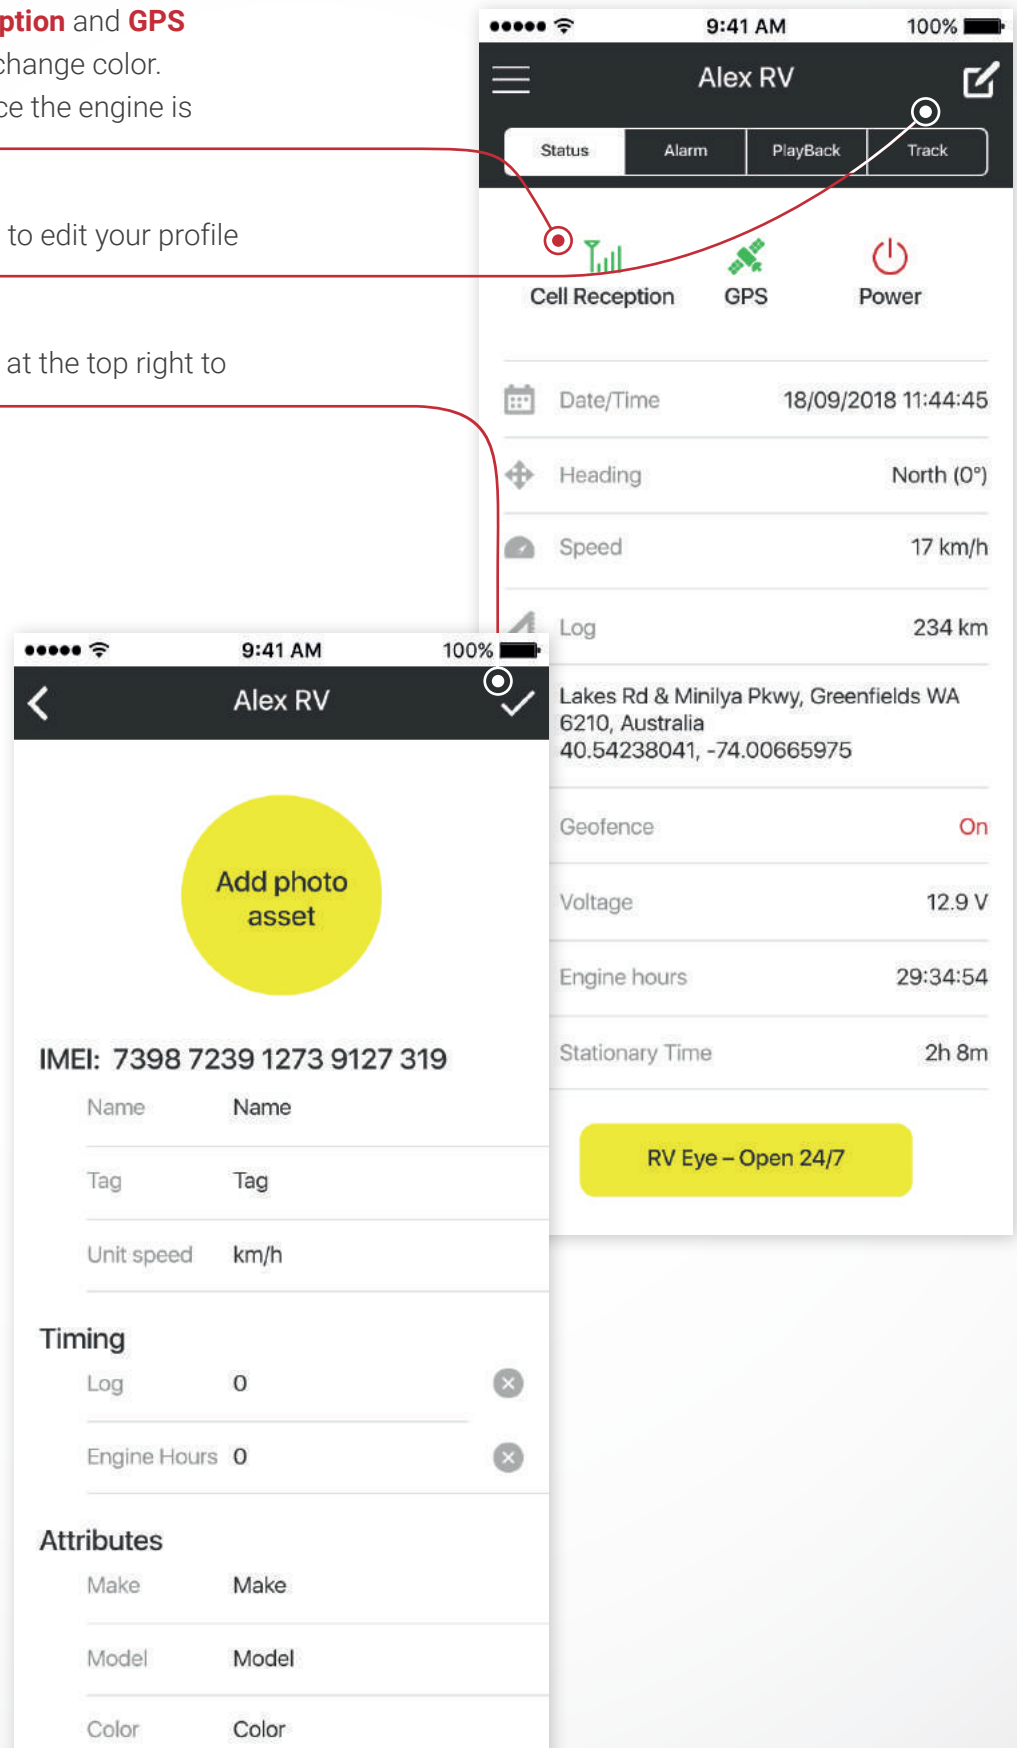 ption and GPS
change color.
ce the engine is
to edit your profile
at the top right to
9:41 AM 100%
Alex RV
Status Alarm PlayBack Track
Cell Reception GPS Power
Date/Time 18/09/2018 11:44:45
Heading North (0°)
Speed 17 km/h
Log 234 km
Lakes Rd & Minilya Pkwy, Greenfields WA
6210, Australia
40.54238041, -74.00665975
Geofence On
Voltage 12.9 V
Engine hours 29:34:54
Stationary Time 2h 8m
RV Eye – Open 24/7
9:41 AM 100%
Alex RV
Add photo
asset
IMEI: 7398 7239 1273 9127 319
Name Name
Tag Tag
Unit speed km/h
Timing
Log 0
Engine Hours 0
Attributes
Make Make
Model Model
Color Color